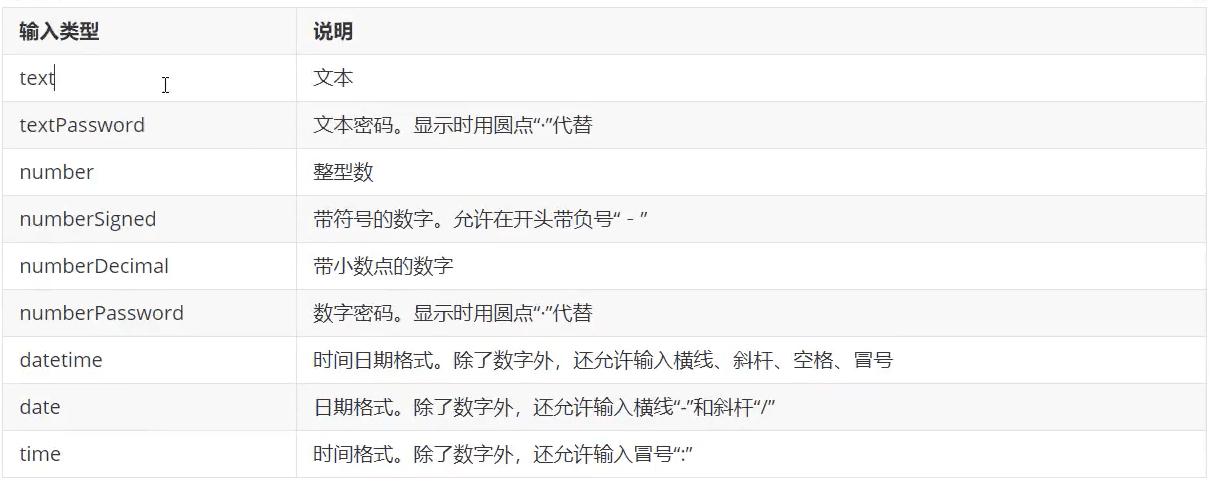 输入类型 说明
text 文本
textPassword 文本密码。显示时用圆点“·”代替
number 整型数
numberSigned 带符号的数字。允许在开头带负号“ - ”
numberDecimal 带小数点的数字
numberPassword 数字密码。显示时用圆点“·”代替
datetime 时间日期格式。除了数字外，还允许输入横线、斜杆、空格、冒号
date 日期格式。除了数字外，还允许输入横线“-”和斜杆“/”
time 时间格式。除了数字外，还允许输入冒号“:”